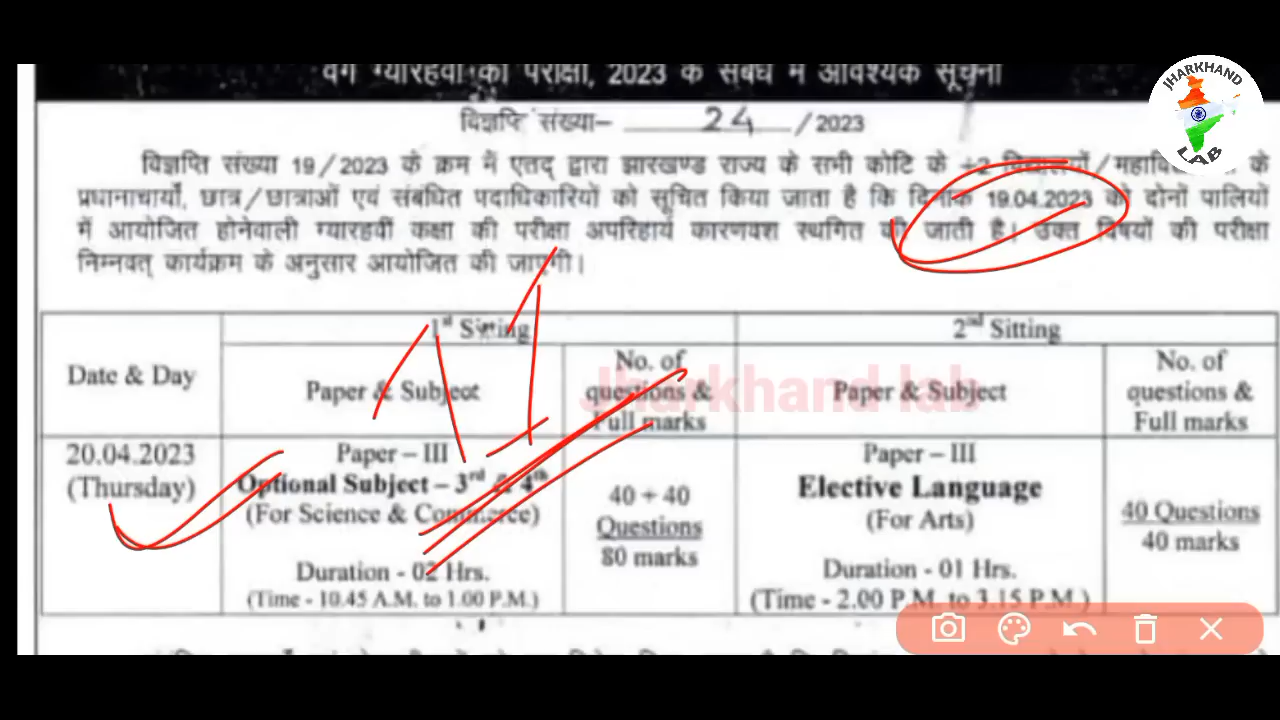 वर्ग ग्यारहवीं की परीक्षा, 2023 के संबंध में आवश्यक सूचना
JHARKHAND
LAB
विज्ञप्ति संख्या- 24 /2023
विज्ञप्ति संख्या 19/2023 के क्रम में एतद् द्वारा झारखण्ड राज्य के सभी कोटि के +2 विद्यालयों/ के
प्रधानाचार्यों, छात्र/छात्राओं एवं संबंधित पदाधिकारियों को सूचित किया जाता है कि दिनांक 19.04.2023 के दोनों पालियों
में आयोजित होनेवाली ग्यारहवीं कक्षा की परीक्षा अपरिहार्य कारणवश स्थगित की जाती है। उक्त विषयों की परीक्षा
निम्नवत् कार्यक्रम के अनुसार आयोजित की जाएगी।
Date & Day
1st Sitting
2nd Sitting
Paper & Subject
No. of
questions &
Full marks
Paper & Subject
No. of
questions &
Full marks
Jharkhand lab
20.04.2023
(Thursday)
Paper – III
Optional Subject – 3rd & 4th
(For Science & Commerce)
Duration - 02 Hrs.
(Time - 10.45 A.M. to 1.00 P.M.)
40 + 40
Questions
80 marks
Paper – III
Elective Language
(For Arts)
Duration - 01 Hrs.
(Time - 2.00 P.M. to 3.15 P.M.)
40 Questions
40 marks